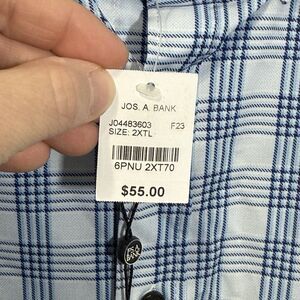 JOS. A. BANK
J04483603 F23
SIZE: 2XTL
6PNU 2XT70
$55.00